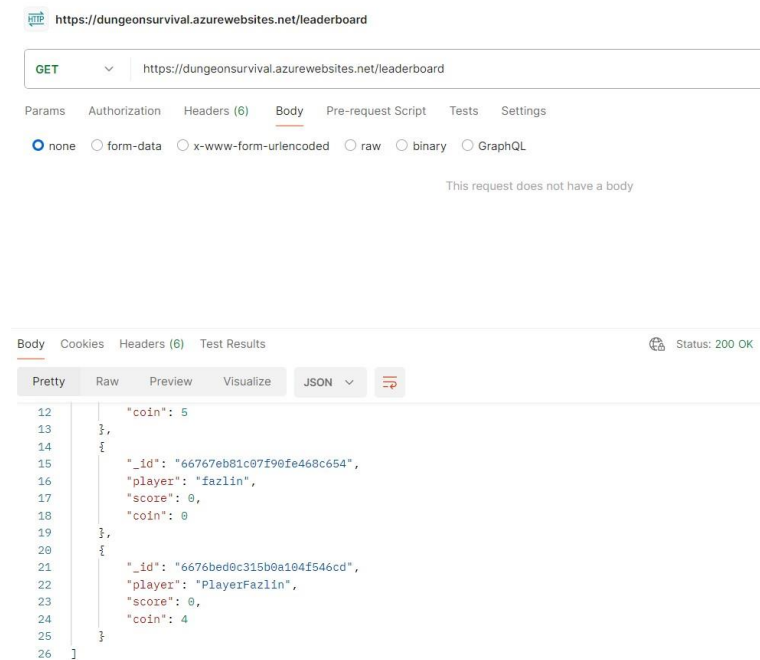 HTTP https://dungeonsurvival.azurewebsites.net/leaderboard
GET https://dungeonsurvival.azurewebsites.net/leaderboard
Params Authorization Headers (6) Body Pre-request Script Tests Settings
none form-data x-www-form-urlencoded raw binary GraphQL
This request does not have a body
Body Cookies Headers (6) Test Results Status: 200 OK
Pretty Raw Preview Visualize JSON
12 "coin": 5
13 },
14 {
15 "_id": "66767eb81c07f90fe468c654",
16 "player": "fazlin",
17 "score": 0,
18 "coin": 0
19 },
20 {
21 "_id": "6676bed0c315b0a104f546cd",
22 "player": "PlayerFazlin",
23 "score": 0,
24 "coin": 4
25 }
26 ]